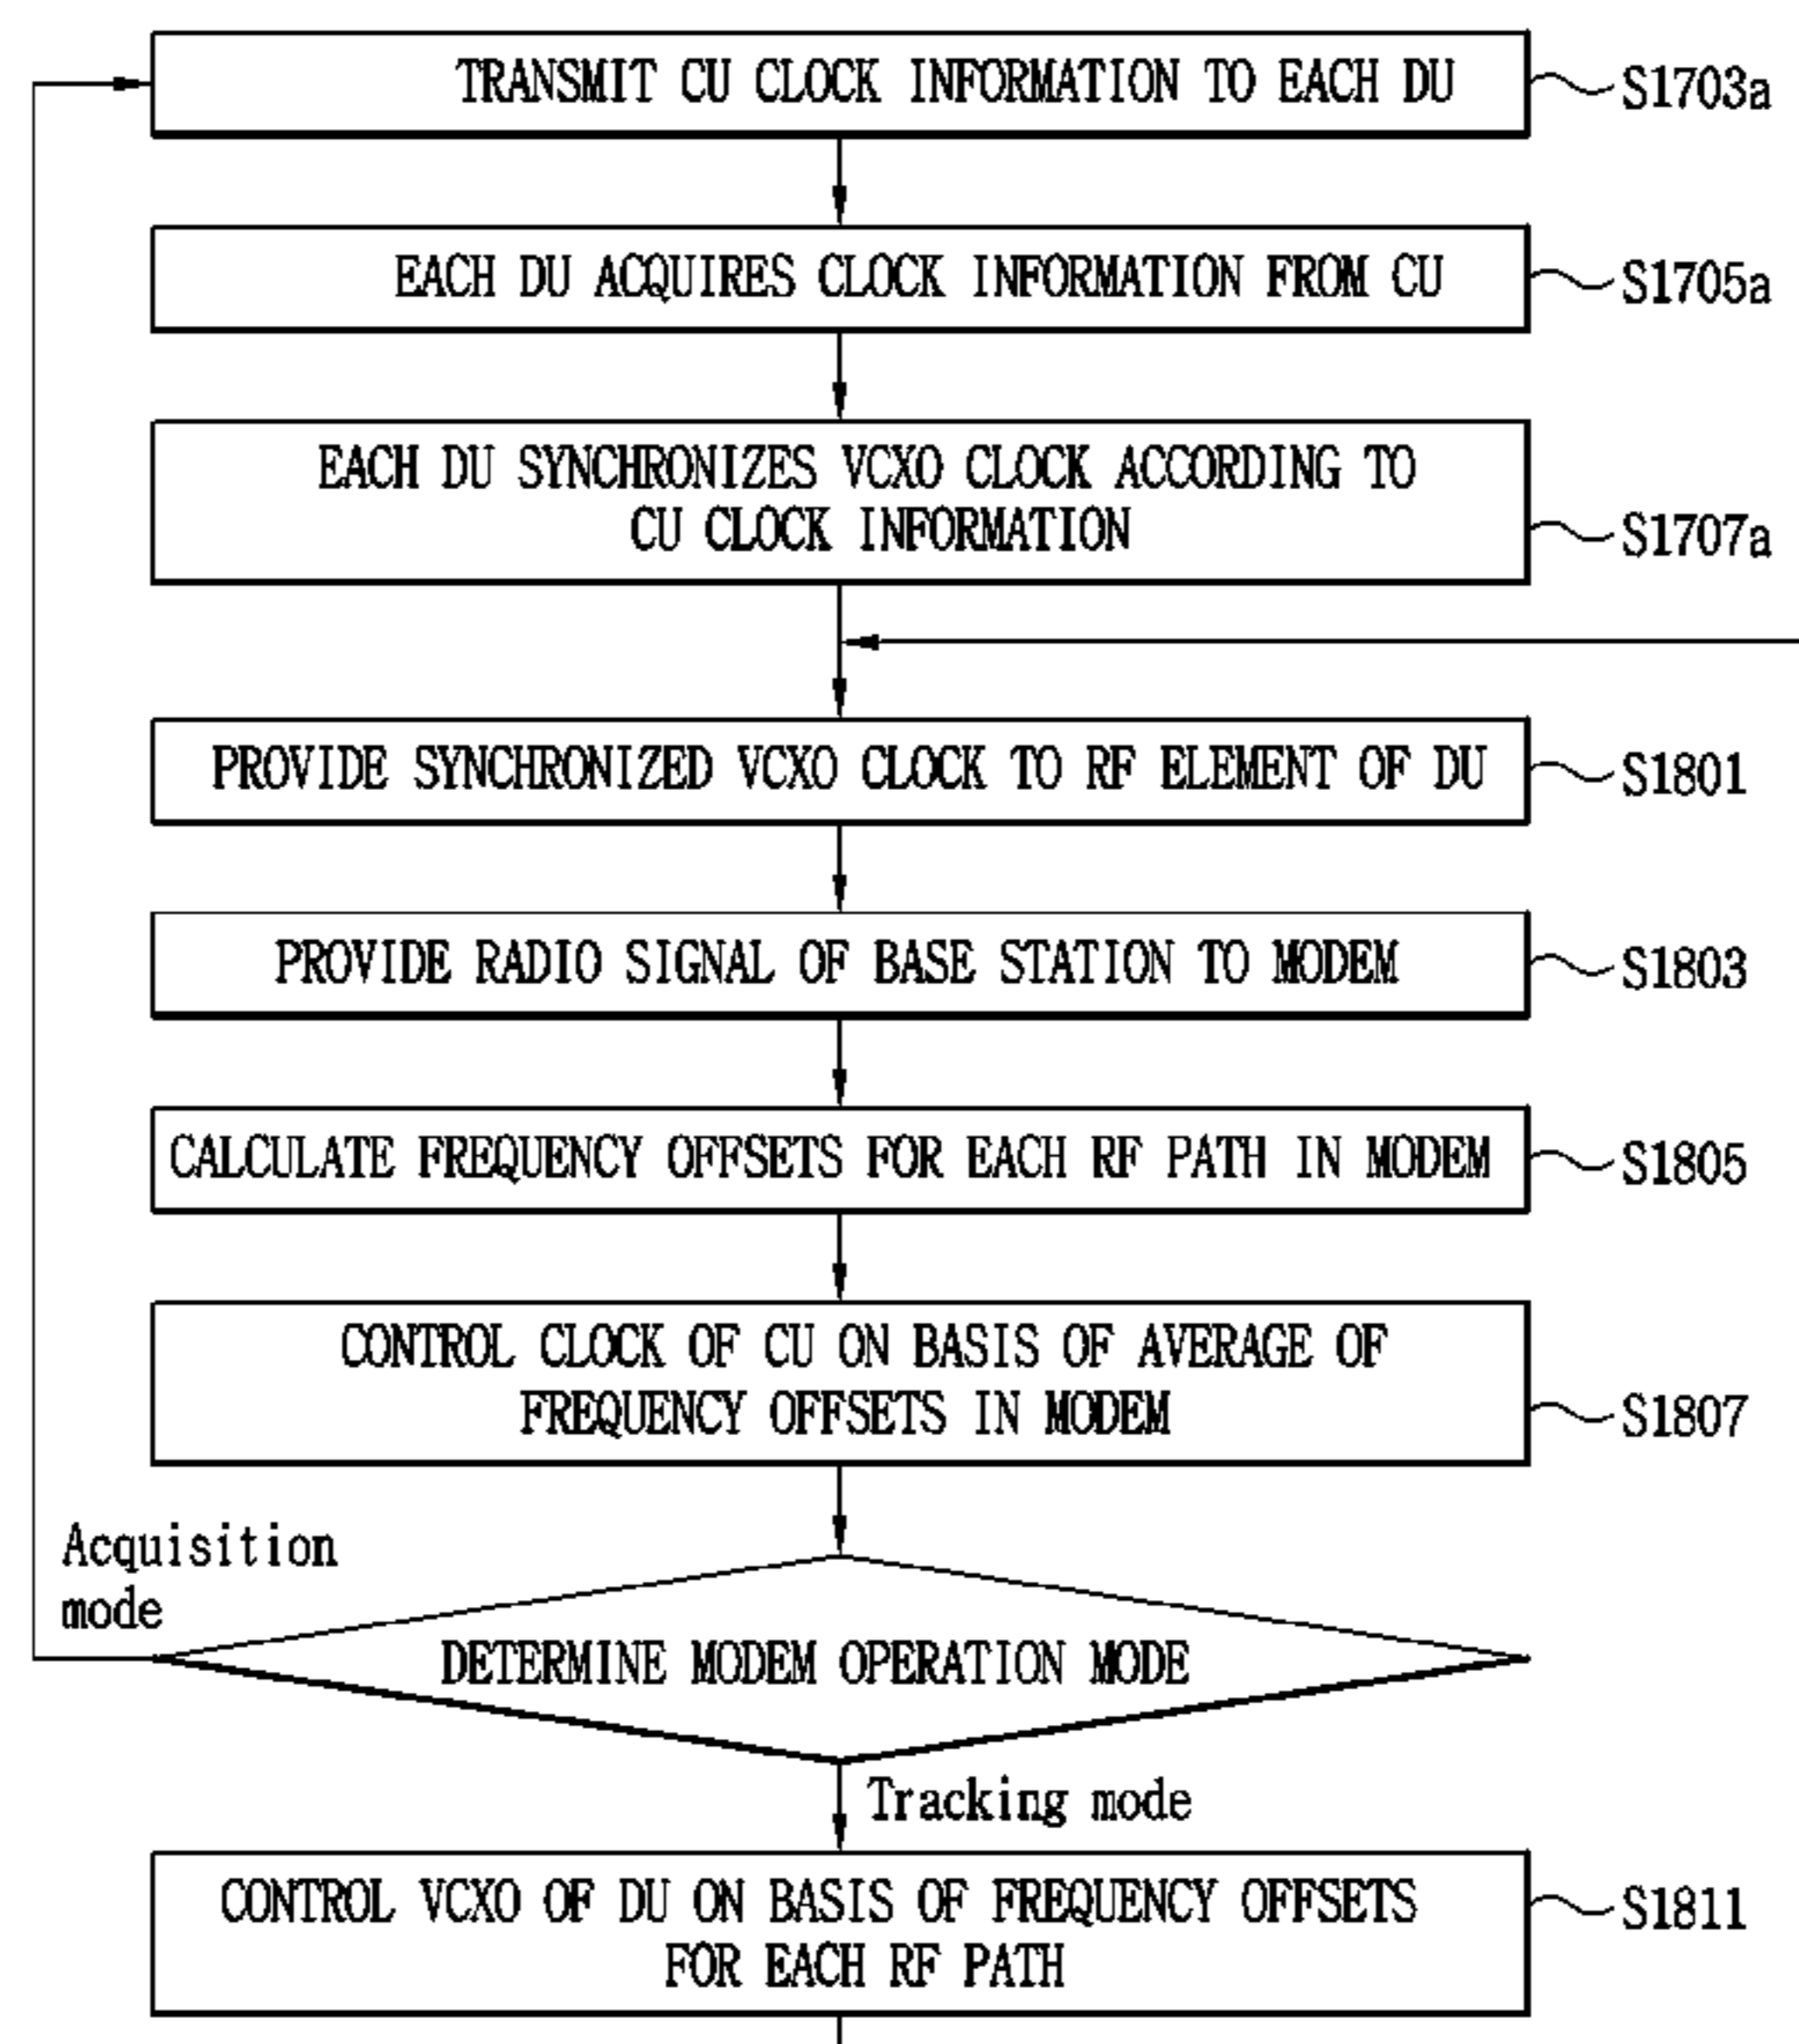 TRANSMIT CU CLOCK INFORMATION TO EACH DU
S1703a
EACH DU ACQUIRES CLOCK INFORMATION FROM CU
S1705a
EACH DU SYNCHRONIZES VCXO CLOCK ACCORDING TO
CU CLOCK INFORMATION
S1707a
PROVIDE SYNCHRONIZED VCXO CLOCK TO RF ELEMENT OF DU
S1801
PROVIDE RADIO SIGNAL OF BASE STATION TO MODEM
S1803
CALCULATE FREQUENCY OFFSETS FOR EACH RF PATH IN MODEM
S1805
CONTROL CLOCK OF CU ON BASIS OF AVERAGE OF
FREQUENCY OFFSETS IN MODEM
S1807
Acquisition
mode
DETERMINE MODEM OPERATION MODE
Tracking mode
CONTROL VCXO OF DU ON BASIS OF FREQUENCY OFFSETS
FOR EACH RF PATH
S1811